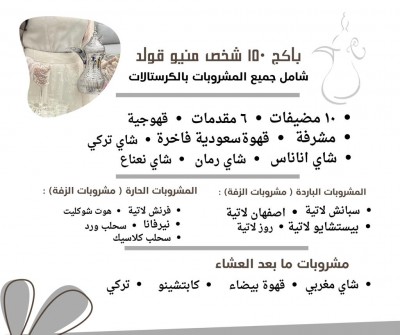 باكج ١٥٠ شخص منيو قولد
شامل جميع المشروبات بالكرستالات
• ١٠ مضيفات • ٦ مقدمات • قهوجية
• مشرفة • قهوة سعودية فاخرة • شاي تركي
• شاي اناناس • شاي رمان • شاي نعناع
المشروبات الباردة ( مشروبات الزفة) :
• سبانش لاتية • اصفهان لاتية
• بيستشايو لاتية • روز لاتية
المشروبات الحارة ( مشروبات الزفة) :
• فرنش لاتية • هوت شوكليت
• نيرفانا • سحلب ورد
• سحلب كلاسيك
مشروبات ما بعد العشاء
• شاي مغربي • قهوة بيضاء • كابتشينو • تركي